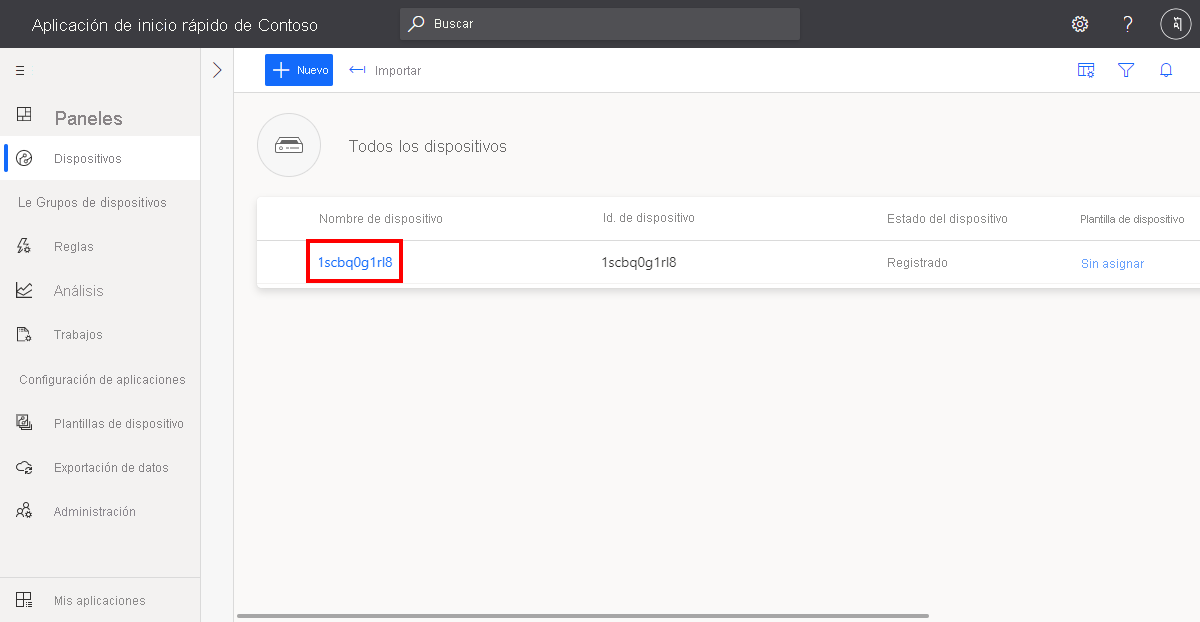 Aplicación de inicio rápido de Contoso
Buscar
Nuevo
Importar
Paneles
Dispositivos
Le Grupos de dispositivos
Reglas
Análisis
Trabajos
Configuración de aplicaciones
Plantillas de dispositivo
Exportación de datos
Administración
Mis aplicaciones
Todos los dispositivos
Nombre de dispositivo Id. de dispositivo Estado del dispositivo Plantilla de dispositivo
1scbq0g1rl8 1scbq0g1rl8 Registrado Sin asignar